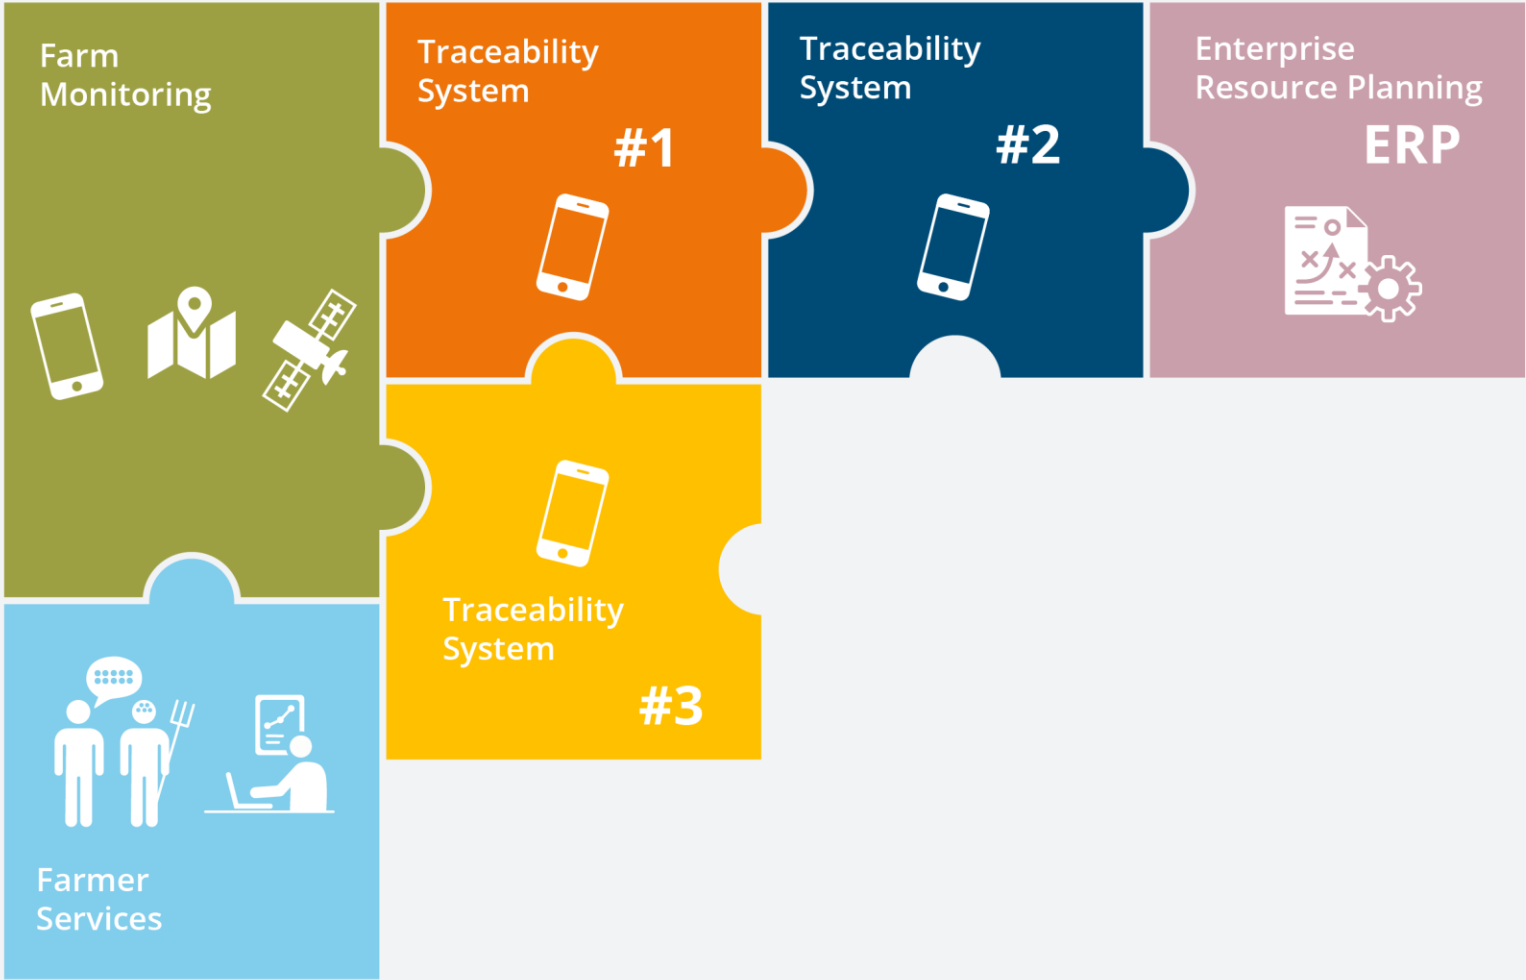 Farm
Monitoring
Traceability
System
#1
Traceability
System
#2
Enterprise
Resource Planning
ERP
Traceability
System
#3
Farmer
Services